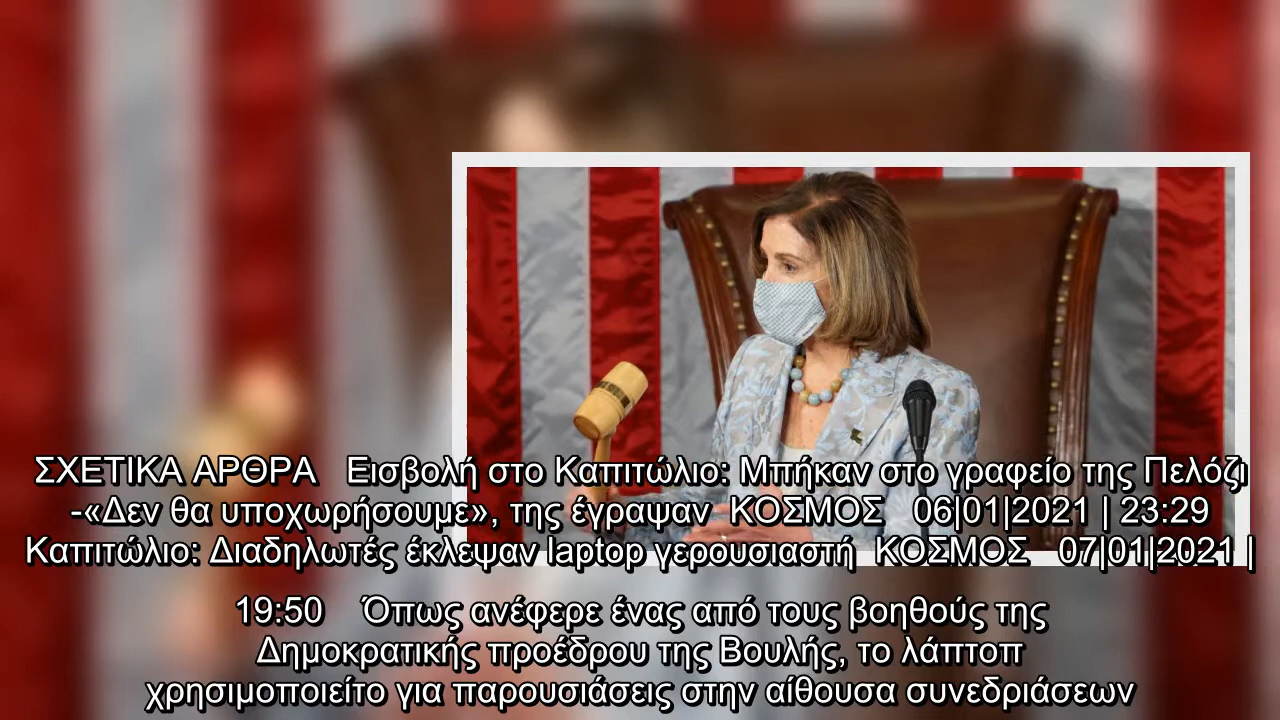 ΣΧΕΤΙΚΑ ΑΡΘΡΑ Εισβολή στο Καπιτώλιο: Μπήκαν στο γραφείο της Πελόζι
-«Δεν θα υποχωρήσουμε», της έγραψαν ΚΟΣΜΟΣ 06|01|2021 | 23:29
Καπιτώλιο: Διαδηλωτές έκλεψαν laptop γερουσιαστή ΚΟΣΜΟΣ 07|01|2021 |
19:50 Όπως ανέφερε ένας από τους βοηθούς της
Δημοκρατικής προέδρου της Βουλής, το λάπτοπ
χρησιμοποιείτο για παρουσιάσεις στην αίθουσα συνεδριάσεων